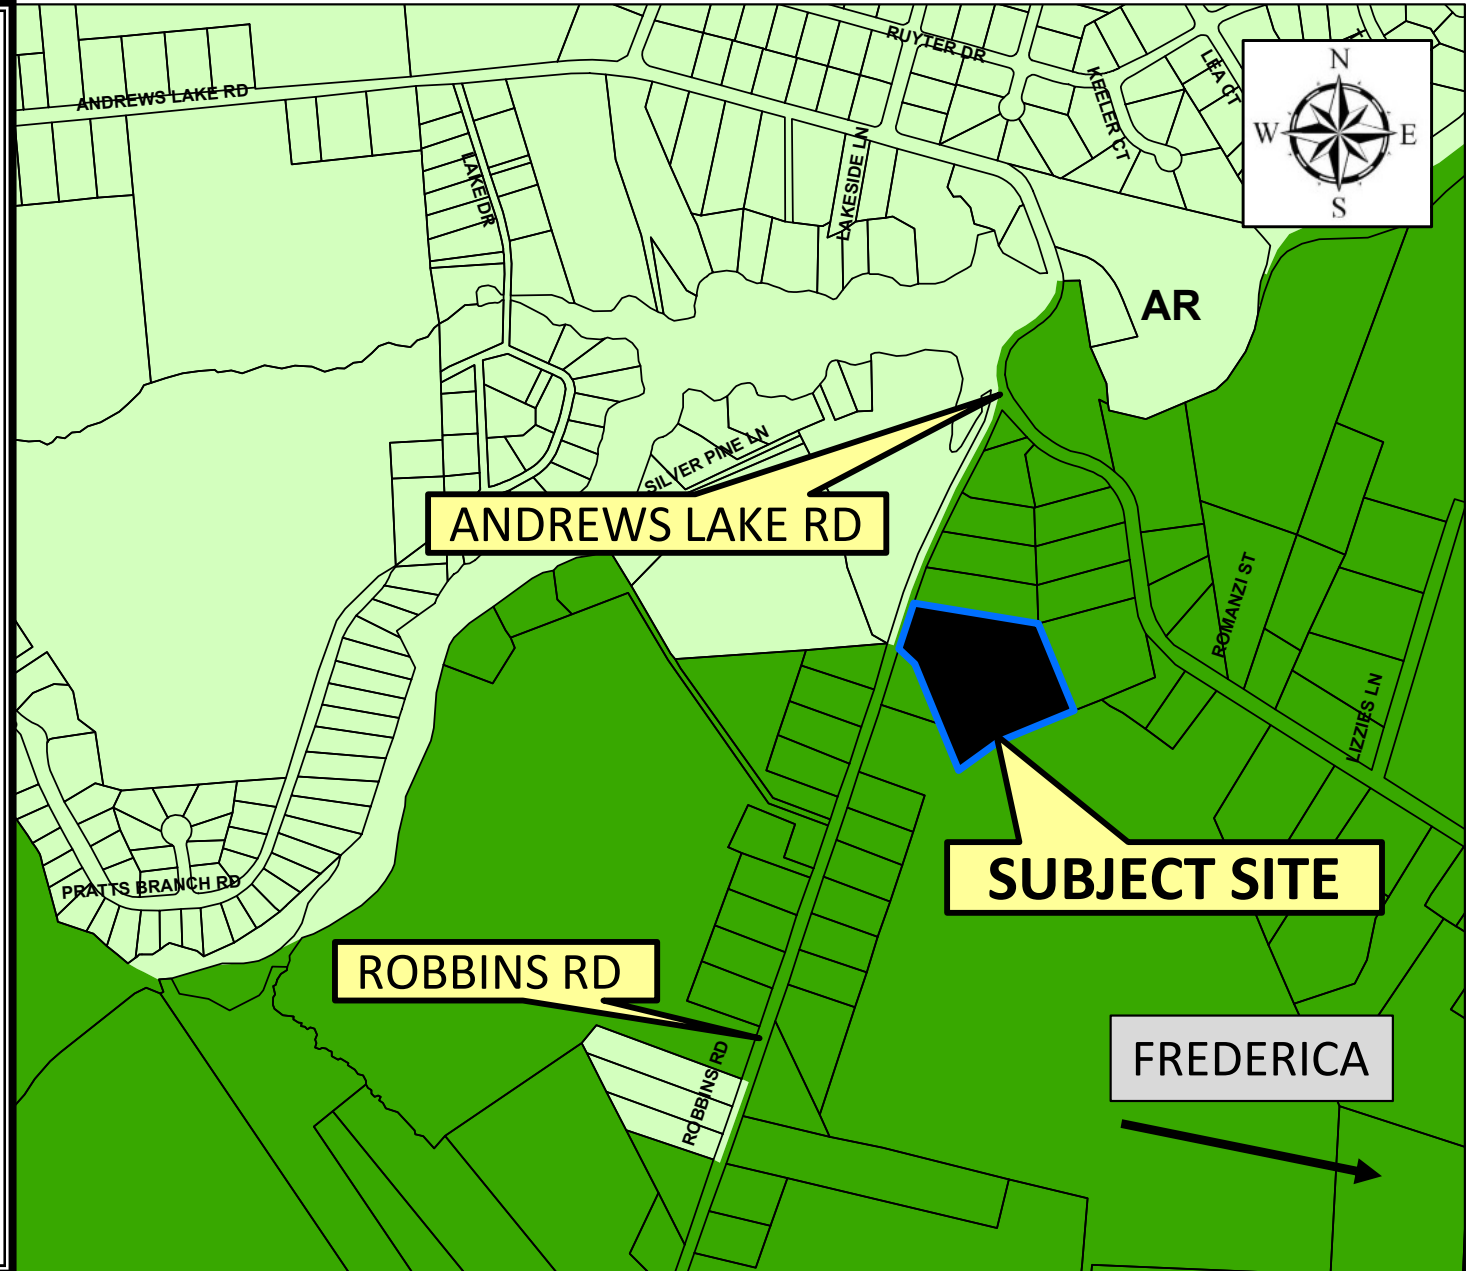 RUYTER DR
N
LEA CT
KEELER CT
ANDREWS LAKE RD
W
E
LAKE DR
LAKESIDE LN
S
AR
SILVER PINE LN
ANDREWS LAKE RD
ROMANZI ST
LIZZIES LN
SUBJECT SITE
PRATTS BRANCH RD
ROBBINS RD
FREDERICA
ROBBINS RD